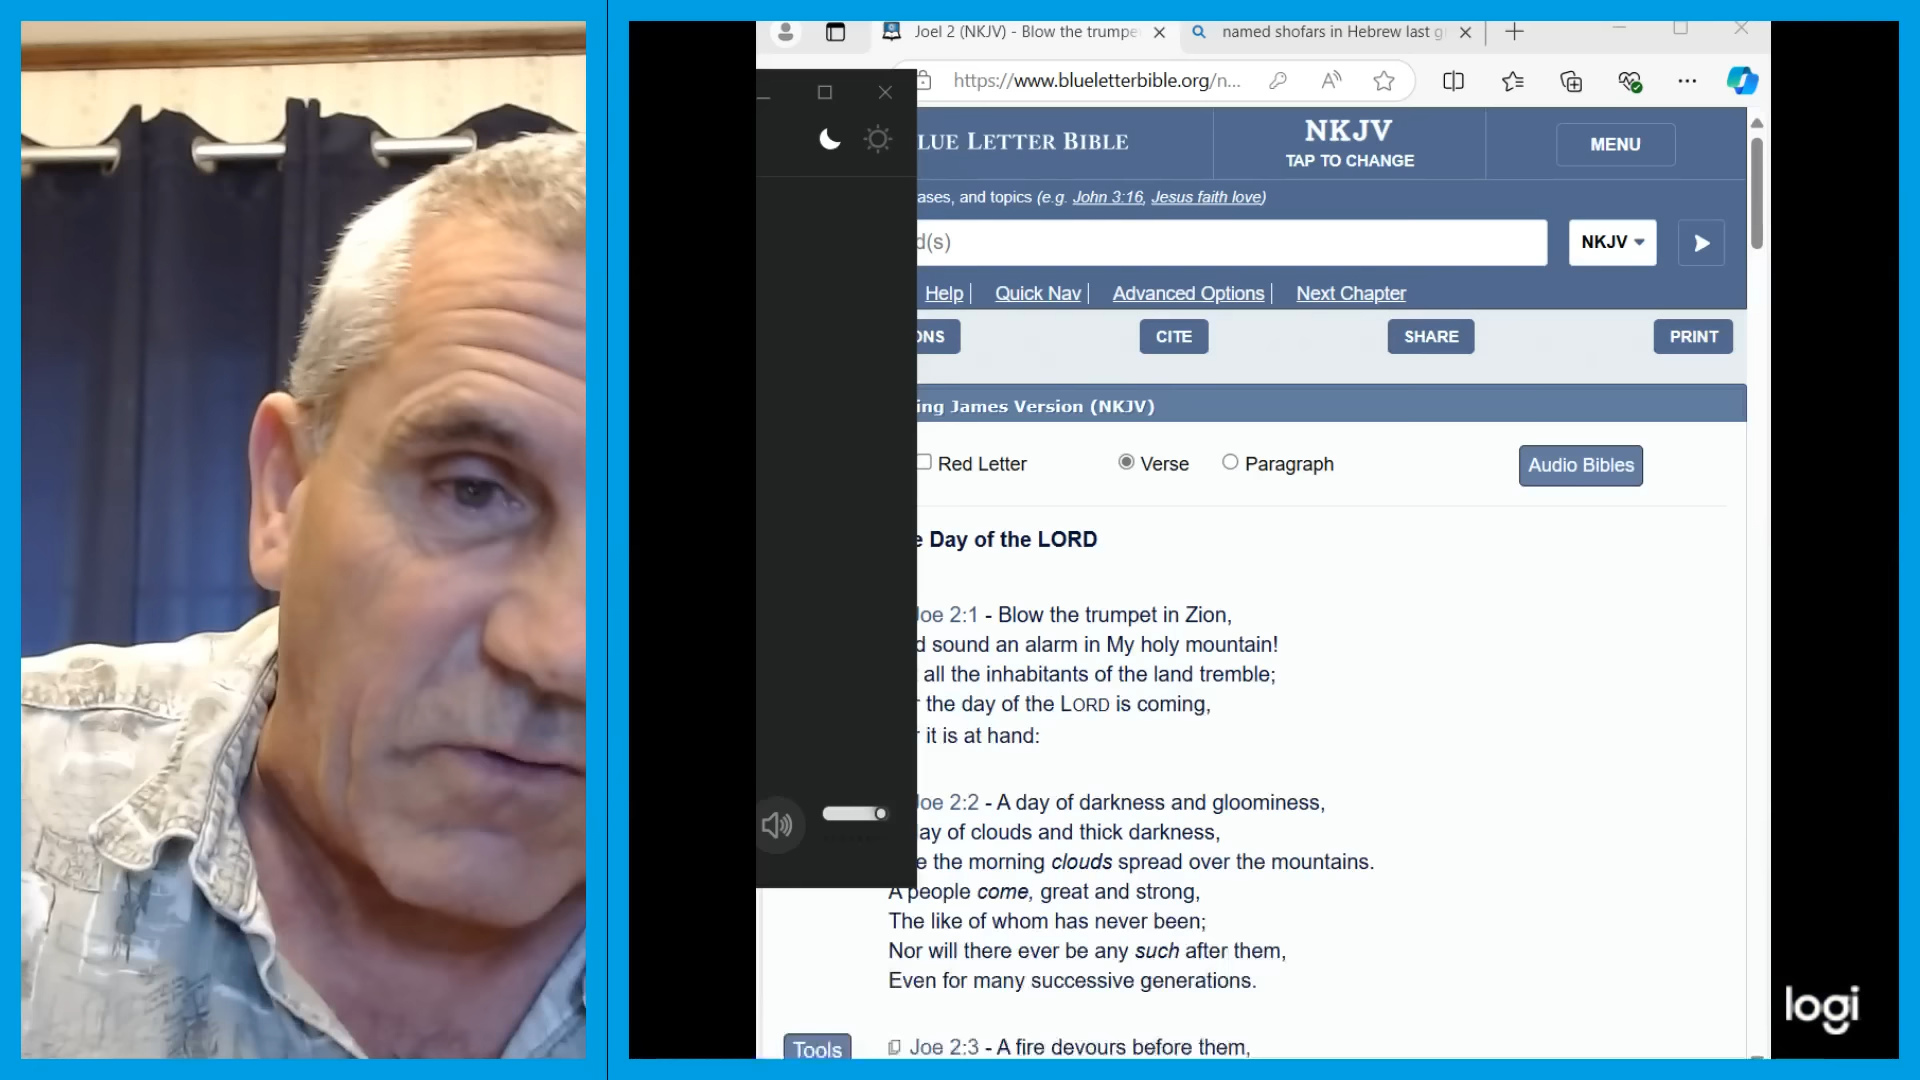 Joel 2 (NKJV) - Blow the trumpe
named shofars in Hebrew last g
https://www.blueletterbible.org/n...
LUE LETTER BIBLE
NKJV
TAP TO CHANGE
MENU
ases, and topics (e.g. John 3:16, Jesus faith love)
d(s)
NKJV
Help | Quick Nav | Advanced Options | Next Chapter
ONS
CITE
SHARE
PRINT
ing James Version (NKJV)
Red Letter
Verse
Paragraph
Audio Bibles
e Day of the LORD
Joe 2:1 - Blow the trumpet in Zion,
d sound an alarm in My holy mountain!
all the inhabitants of the land tremble;
r the day of the LORD is coming,
r it is at hand:
Joe 2:2 - A day of darkness and gloominess,
ay of clouds and thick darkness,
e the morning clouds spread over the mountains.
A people come, great and strong,
The like of whom has never been;
Nor will there ever be any such after them,
Even for many successive generations.
Tools
Joe 2:3 - A fire devours before them,
logi